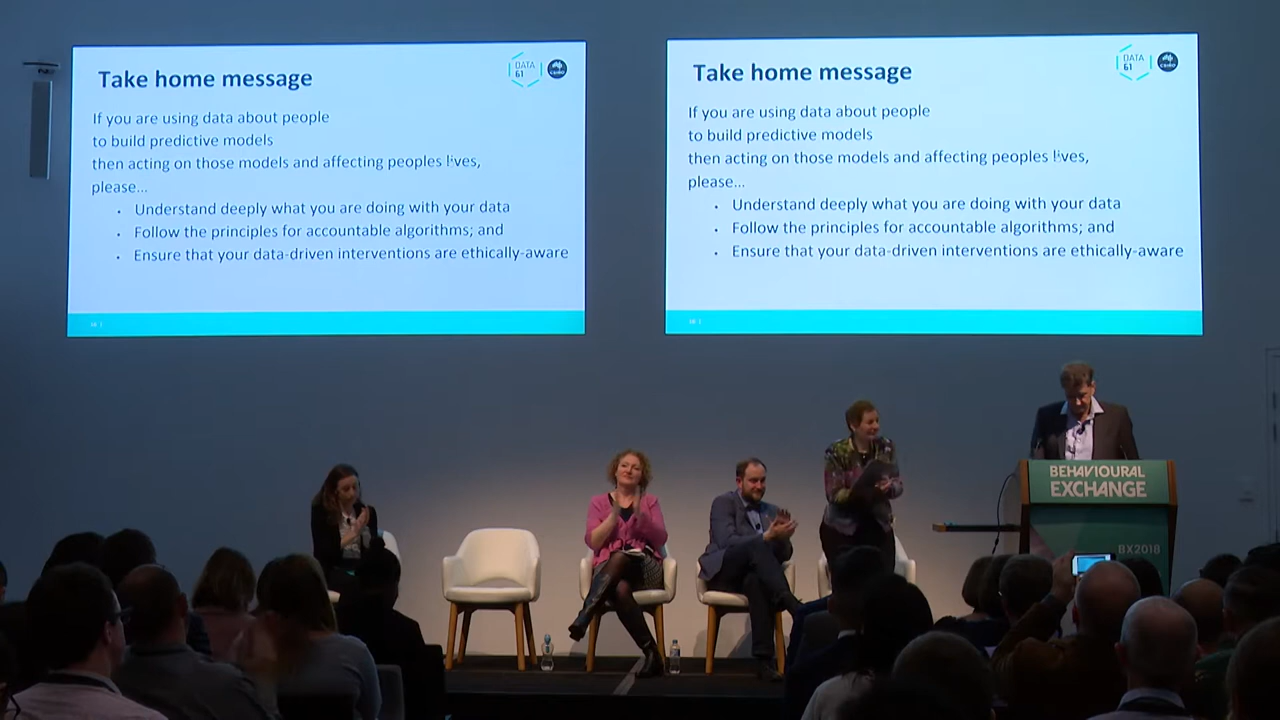 Take home message
DATA
61
CSIRO
If you are using data about people
to build predictive models
then acting on those models and affecting peoples lives,
please...
• Understand deeply what you are doing with your data
• Follow the principles for accountable algorithms; and
• Ensure that your data-driven interventions are ethically-aware
Take home message
DATA
61
CSIRO
If you are using data about people
to build predictive models
then acting on those models and affecting peoples lives,
please...
• Understand deeply what you are doing with your data
• Follow the principles for accountable algorithms; and
• Ensure that your data-driven interventions are ethically-aware
BEHAVIOURAL
EXCHANGE
BX2018